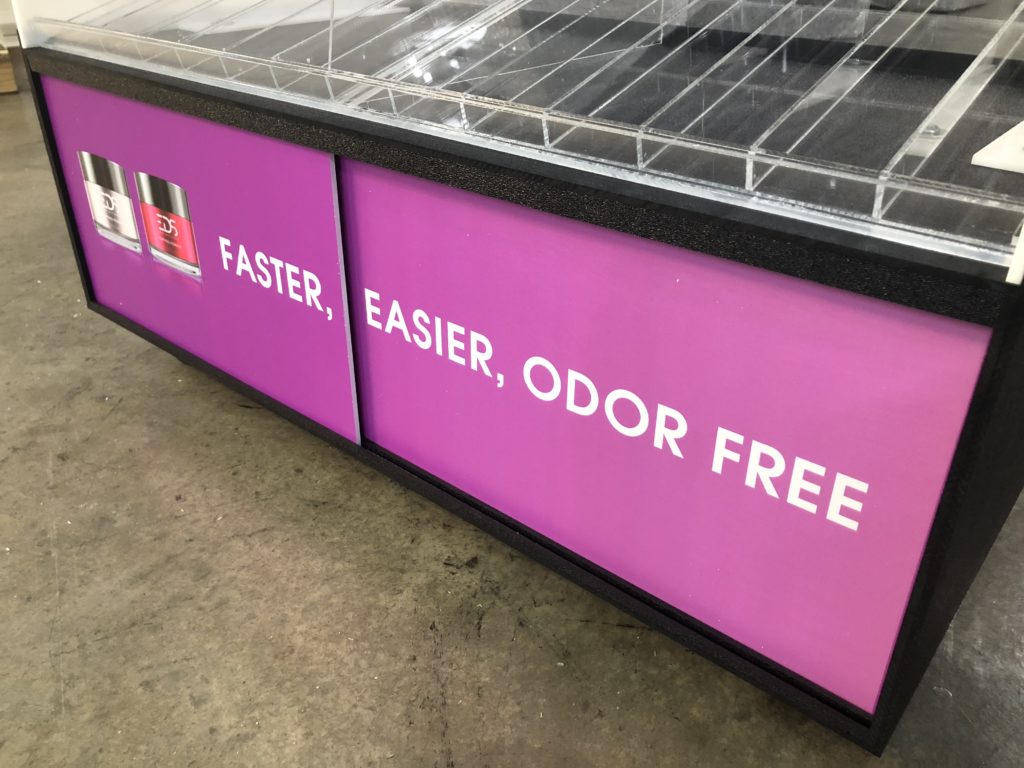 FASTER, EASIER, ODOR FREE